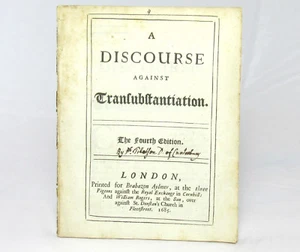 A
DISCOURSE
AGAINST
Transubstantiation.
The Fourth Edition.
By
LONDON,
Printed for Brabazon Aylmer, at the three
Pigeons against the Royal Exchange in Cornhill:
And William Rogers, at the Sun, over
against St. Dunstan's Church in
Fleetstreet. 1685.